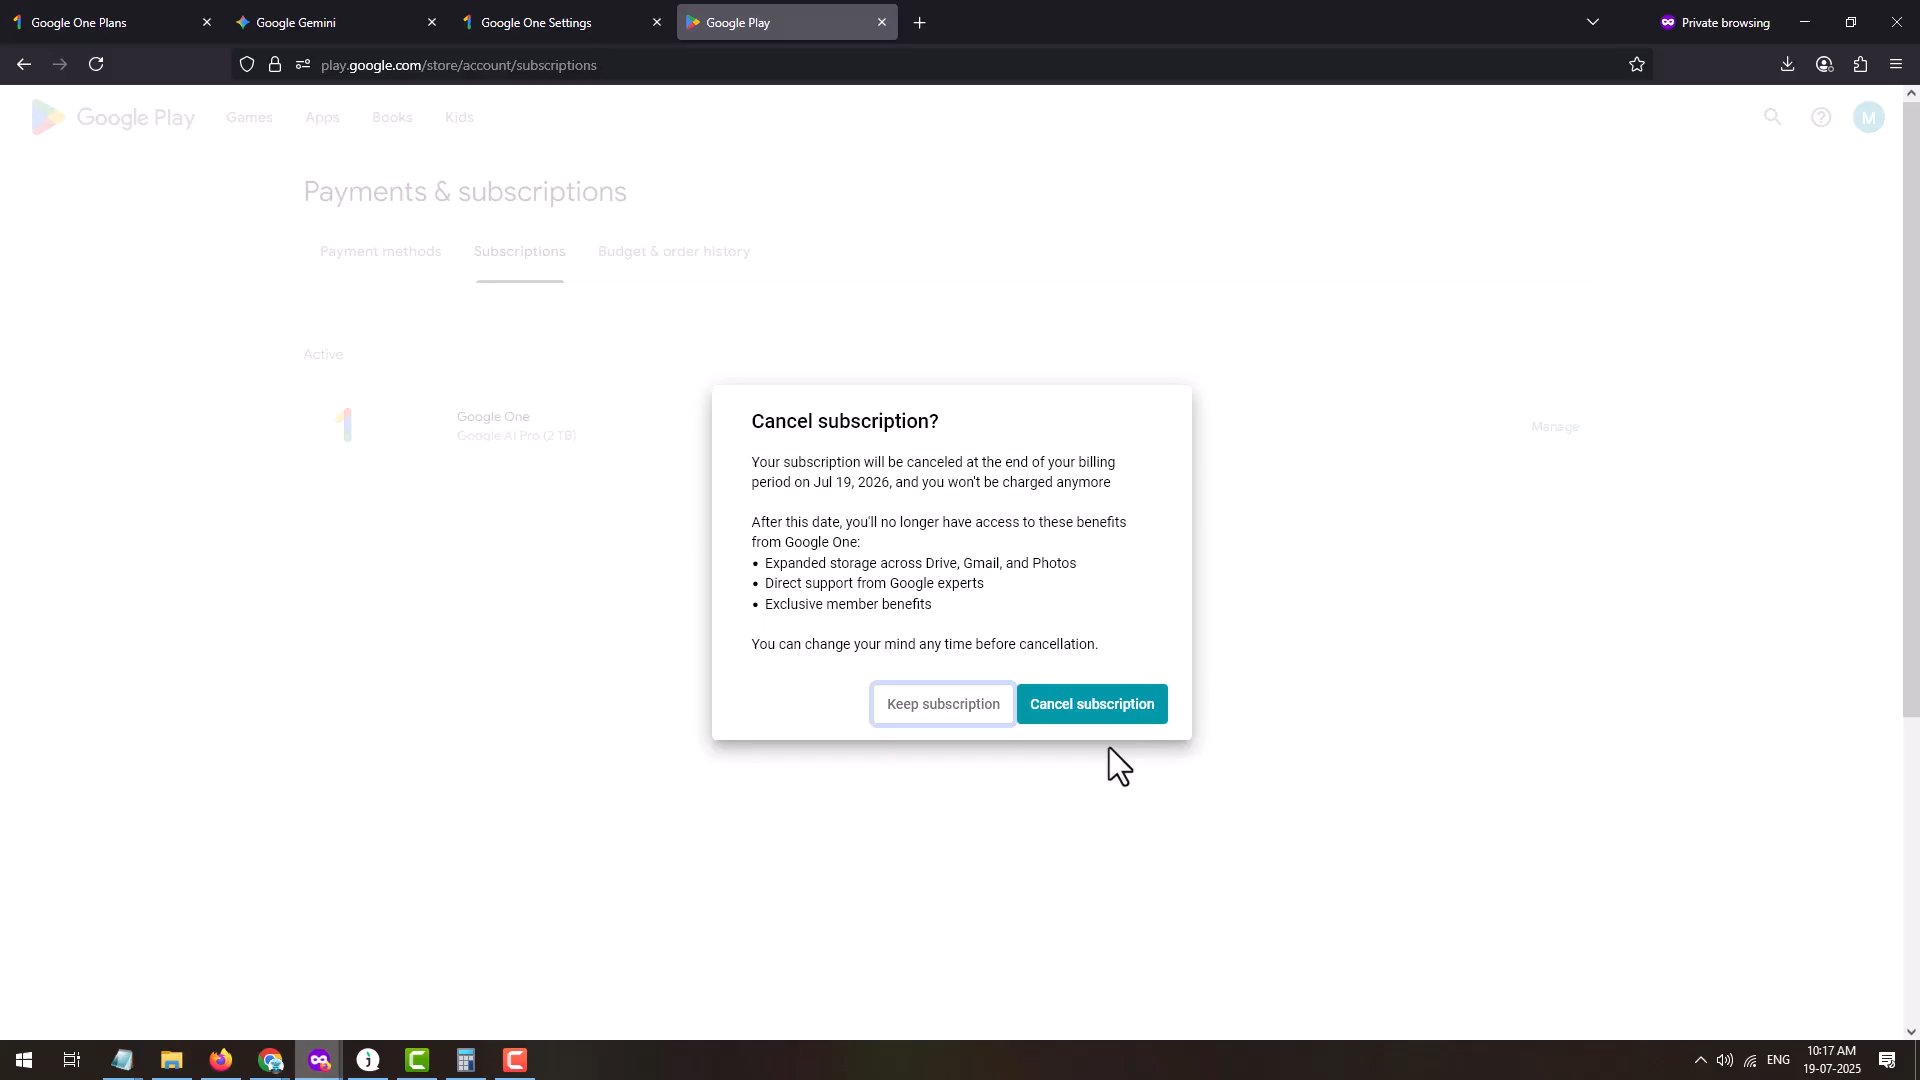 Google One Plans
Google Gemini
Google One Settings
Google Play
Private browsing
play.google.com/store/account/subscriptions
Google Play
Games
Apps
Books
Kids
M
Payments & subscriptions
Payment methods
Subscriptions
Budget & order history
Active
Google One
Google AI Pro (2 TB)
Manage
Cancel subscription?
Your subscription will be canceled at the end of your billing
period on Jul 19, 2026, and you won't be charged anymore
After this date, you'll no longer have access to these benefits
from Google One:
• Expanded storage across Drive, Gmail, and Photos
• Direct support from Google experts
• Exclusive member benefits
You can change your mind any time before cancellation.
Keep subscription
Cancel subscription
ENG
10:17 AM
19-07-2025